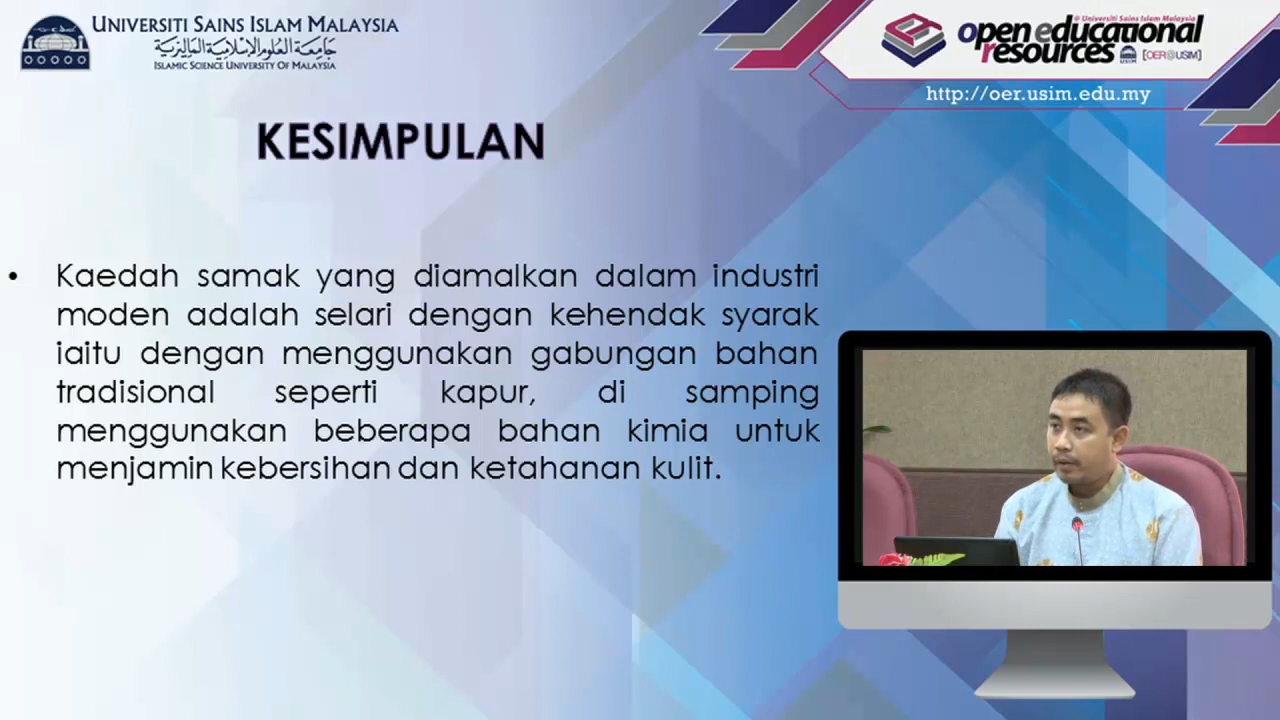 UNIVERSITI SAINS ISLAM MALAYSIA
جامعة العلوم الإسلامية الماليزية
ISLAMIC SCIENCE UNIVERSITY OF MALAYSIA
@ Universiti Sains Islam Malaysia
open educational
resources
USIM
[OER@USIM]
http://oer.usim.edu.my
KESIMPULAN
• Kaedah samak yang diamalkan dalam industri
moden adalah selari dengan kehendak syarak
iaitu dengan menggunakan gabungan bahan
tradisional seperti kapur, di samping
menggunakan beberapa bahan kimia untuk
menjamin kebersihan dan ketahanan kulit.